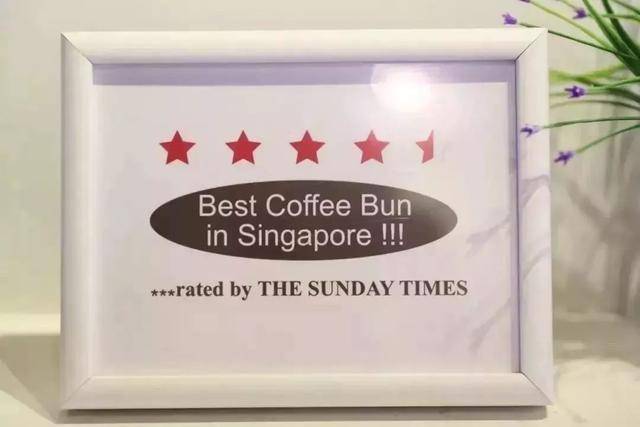 Best Coffee Bun
in Singapore !!!
***rated by THE SUNDAY TIMES